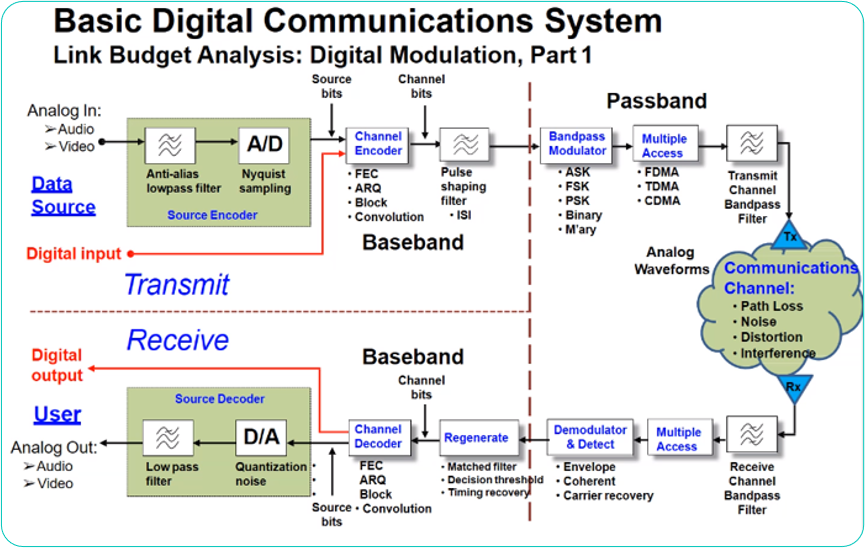 Basic Digital Communications System
Link Budget Analysis: Digital Modulation, Part 1
Source
bits
Channel
bits
Passband
Analog In:
➢Audio
➢Video
Anti-alias
lowpass filter
A/D
Nyquist
sampling
Source Encoder
Data
Source
Channel
Encoder
• FEC
• ARQ
• Block
• Convolution
Pulse
shaping
filter
• ISI
Bandpass
Modulator
• ASK
• FSK
• PSK
• Binary
• M'ary
Multiple
Access
• FDMA
• TDMA
• CDMA
Transmit
Channel
Bandpass
Filter
Baseband
Digital input
Transmit
Tx
Analog
Waveforms
Communications
Channel:
• Path Loss
• Noise
• Distortion
• Interference
Rx
Receive
Baseband
Digital
output
Channel
bits
User
Analog Out:
➢Audio
➢Video
Source Decoder
Low pass
filter
D/A
Quantization
noise
Source
bits
Channel
Decoder
FEC
ARQ
Block
• Convolution
Regenerate
• Matched filter
• Decision threshold
• Timing recovery
Demodulator
& Detect
• Envelope
• Coherent
• Carrier recovery
Multiple
Access
Receive
Channel
Bandpass
Filter